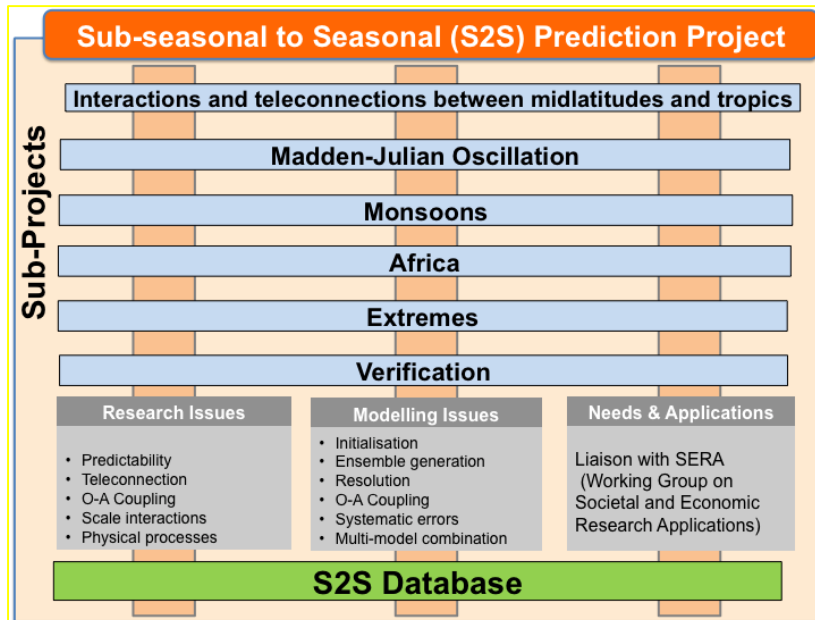 Sub-seasonal to Seasonal (S2S) Prediction Project
Sub-Projects
Interactions and teleconnections between midlatitudes and tropics
Madden-Julian Oscillation
Monsoons
Africa
Extremes
Verification
Research Issues
• Predictability
• Teleconnection
• O-A Coupling
• Scale interactions
• Physical processes
Modelling Issues
• Initialisation
• Ensemble generation
• Resolution
• O-A Coupling
• Systematic errors
• Multi-model combination
Needs & Applications
Liaison with SERA
(Working Group on
Societal and Economic
Research Applications)
S2S Database